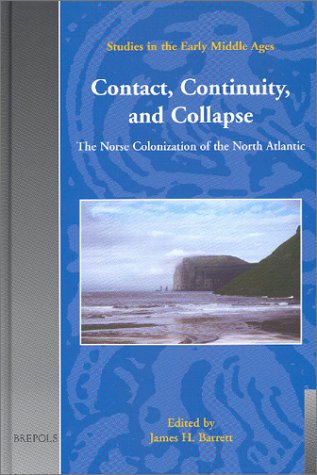 Studies in the Early Middle Ages
Contact, Continuity,
and Collapse
The Norse Colonization of the North Atlantic
Edited by
James H. Barrett
BREPOLS